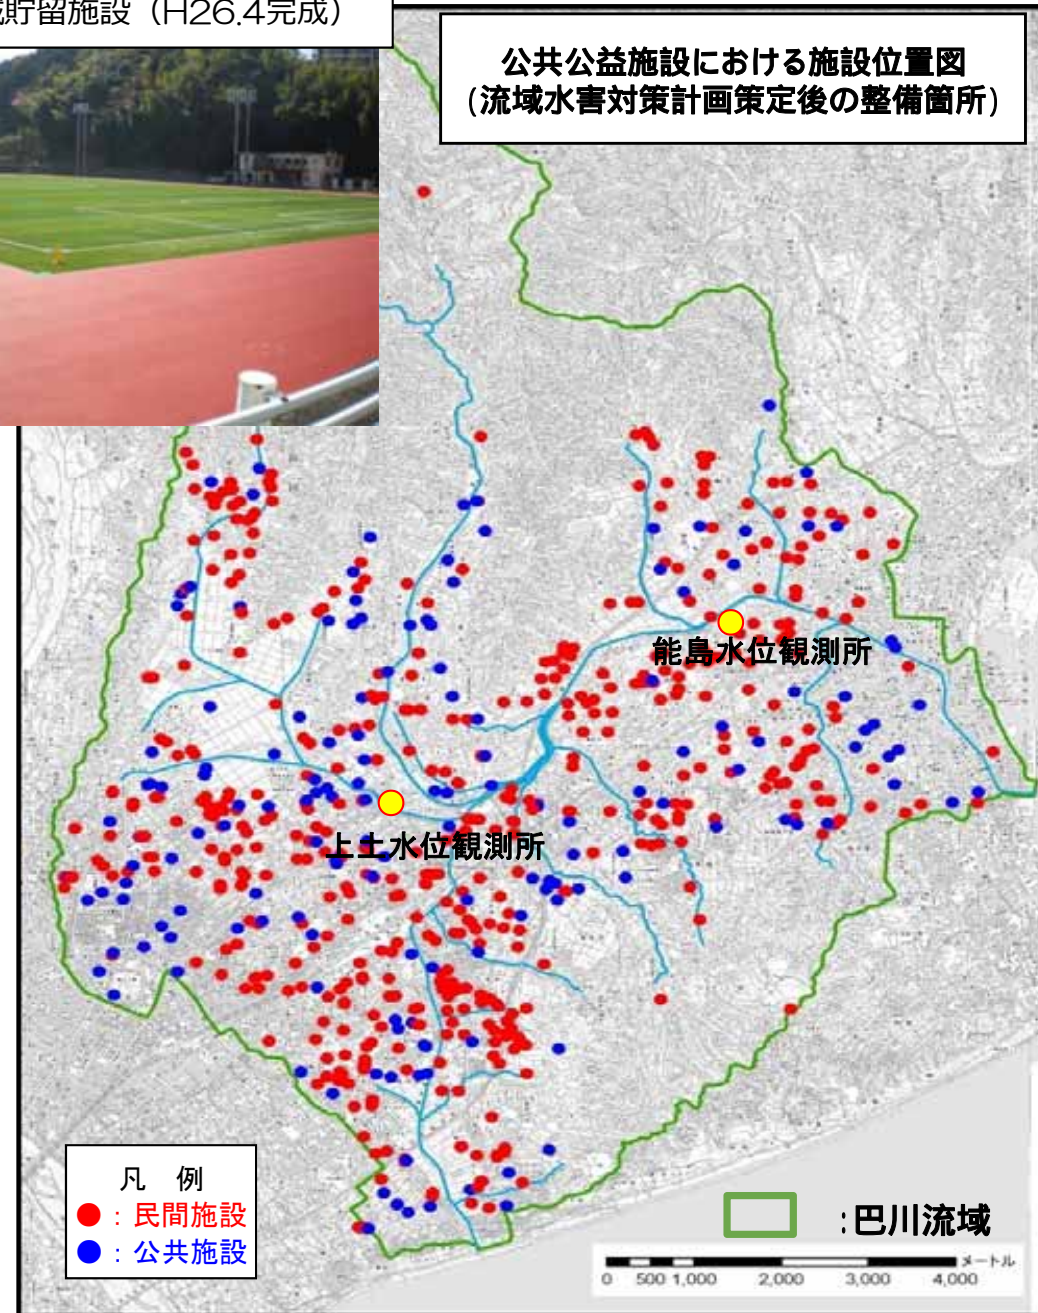 貯留施設（H26.4完成）
公共公益施設における施設位置図
(流域水害対策計画策定後の整備箇所)
能島水位観測所
上土水位観測所
凡 例
● : 民間施設
● : 公共施設
:巴川流域
メートル
0 500 1,000 2,000 3,000 4,000